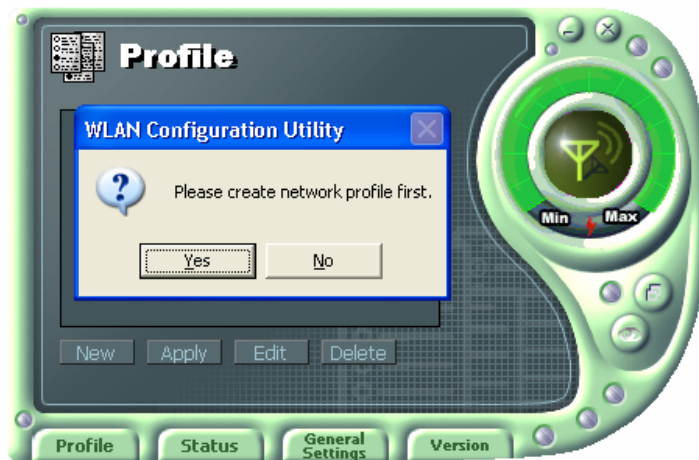 Profile
WLAN Configuration Utility
Please create network profile first.
Yes
No
Min
Max
New
Apply
Edit
Delete
Profile
Status
General
Settings
Version